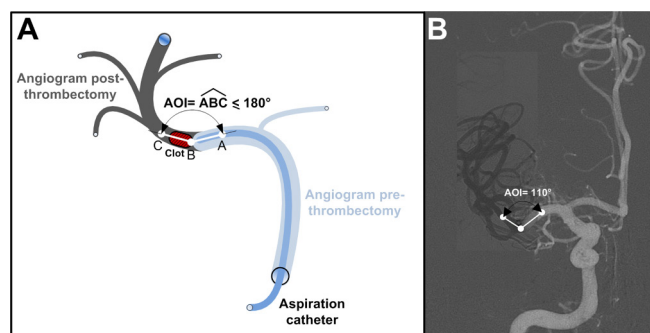 A
Angiogram post-
thrombectomy
AOI= ABC ≤ 180°
C
Clot
B
A
Angiogram pre-
thrombectomy
Aspiration
catheter
B
AOI= 110°